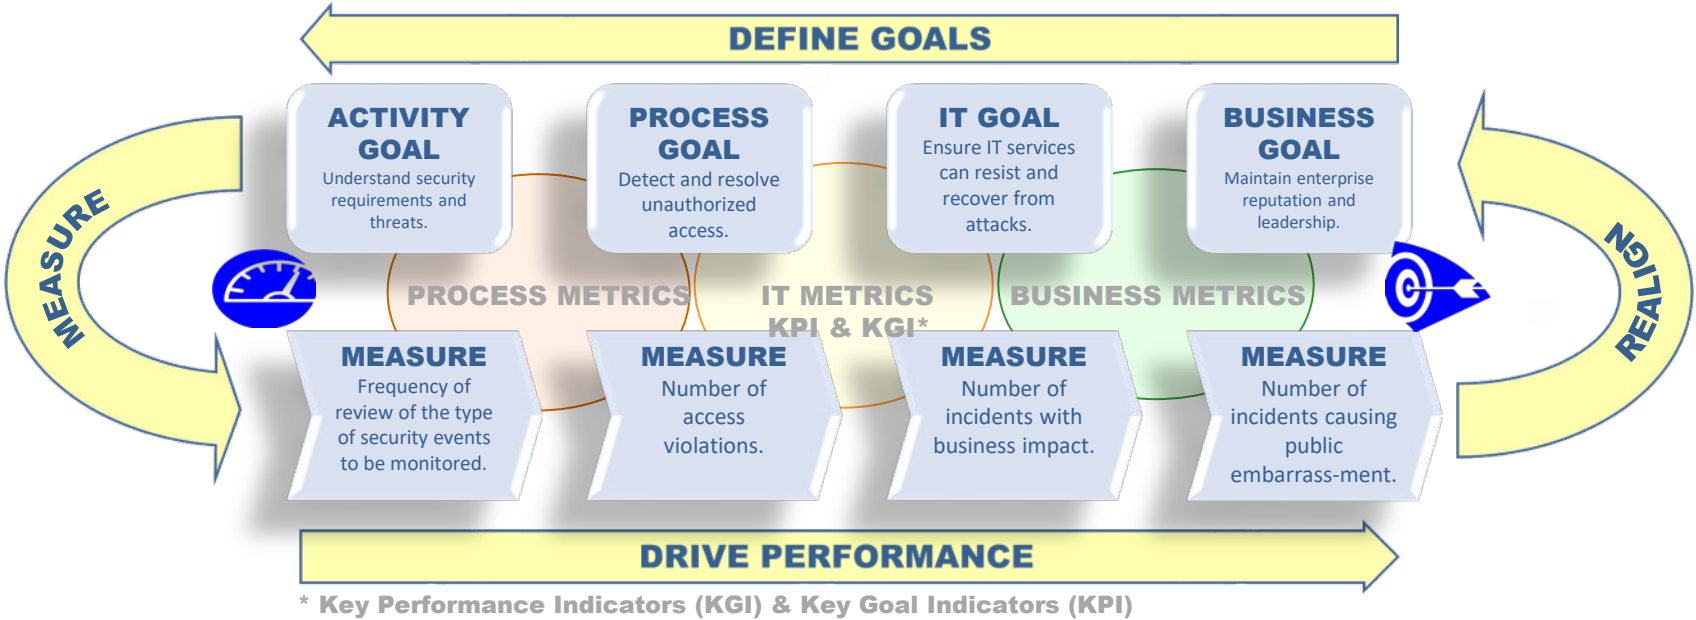 DEFINE GOALS
ACTIVITY
GOAL
Understand security
requirements and
threats.
PROCESS
GOAL
Detect and resolve
unauthorized
access.
IT GOAL
Ensure IT services
can resist and
recover from
attacks.
BUSINESS
GOAL
Maintain enterprise
reputation and
leadership.
MEASURE
REALIGN
PROCESS METRICS
IT METRICS
KPI & KGI*
BUSINESS METRICS
MEASURE
Frequency of
review of the type
of security events
to be monitored.
MEASURE
Number of
access
violations.
MEASURE
Number of
incidents with
business impact.
MEASURE
Number of
incidents causing
public
embarrass-ment.
DRIVE PERFORMANCE
* Key Performance Indicators (KGI) & Key Goal Indicators (KPI)